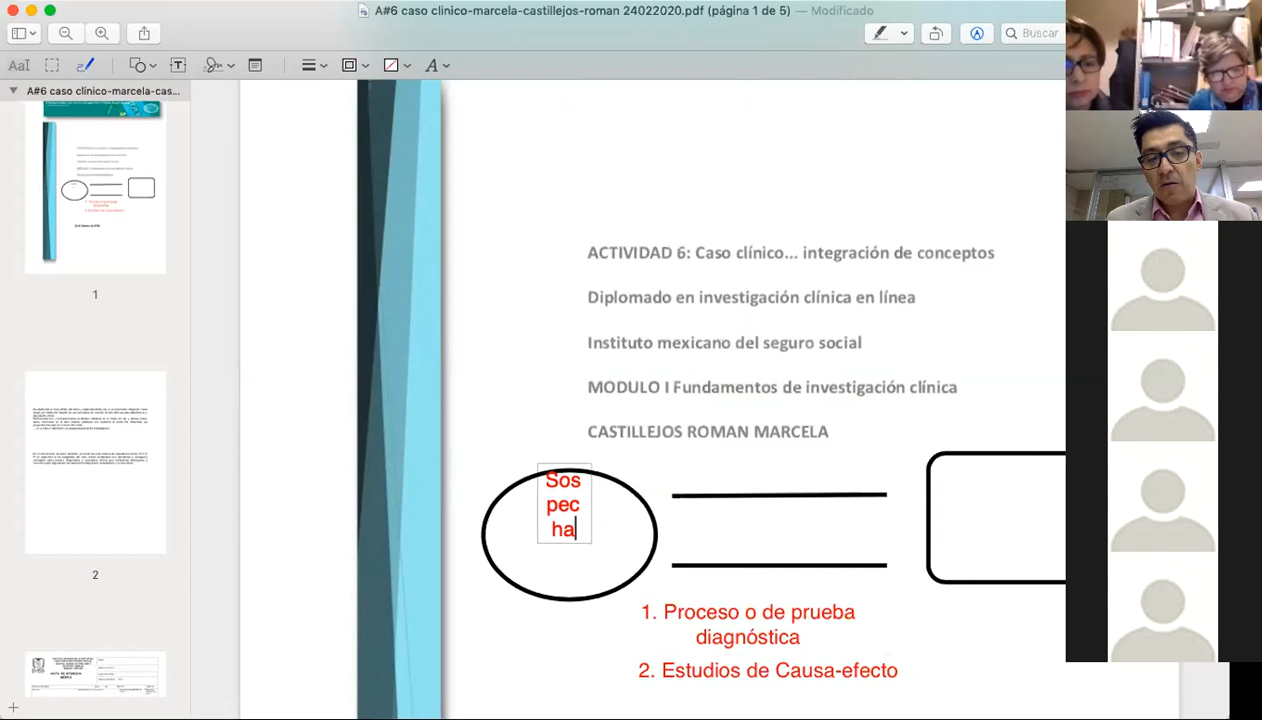 A#6 caso clinico-marcela-castillejos-roman 24022020.pdf (página 1 de 5) — Modificado
Buscar
AaI
T
A
A#6 caso clinico-marcela-cas...
ACTIVIDAD 6: Caso clínico... integración de conceptos
Diplomado en investigación clínica en línea
Instituto mexicano del seguro social
MODULO I Fundamentos de investigación clínica
CASTILLEJOS ROMAN MARCELA
Sos
pec
ha
1. Proceso o de prueba
diagnóstica
2. Estudios de Causa-efecto
1
2